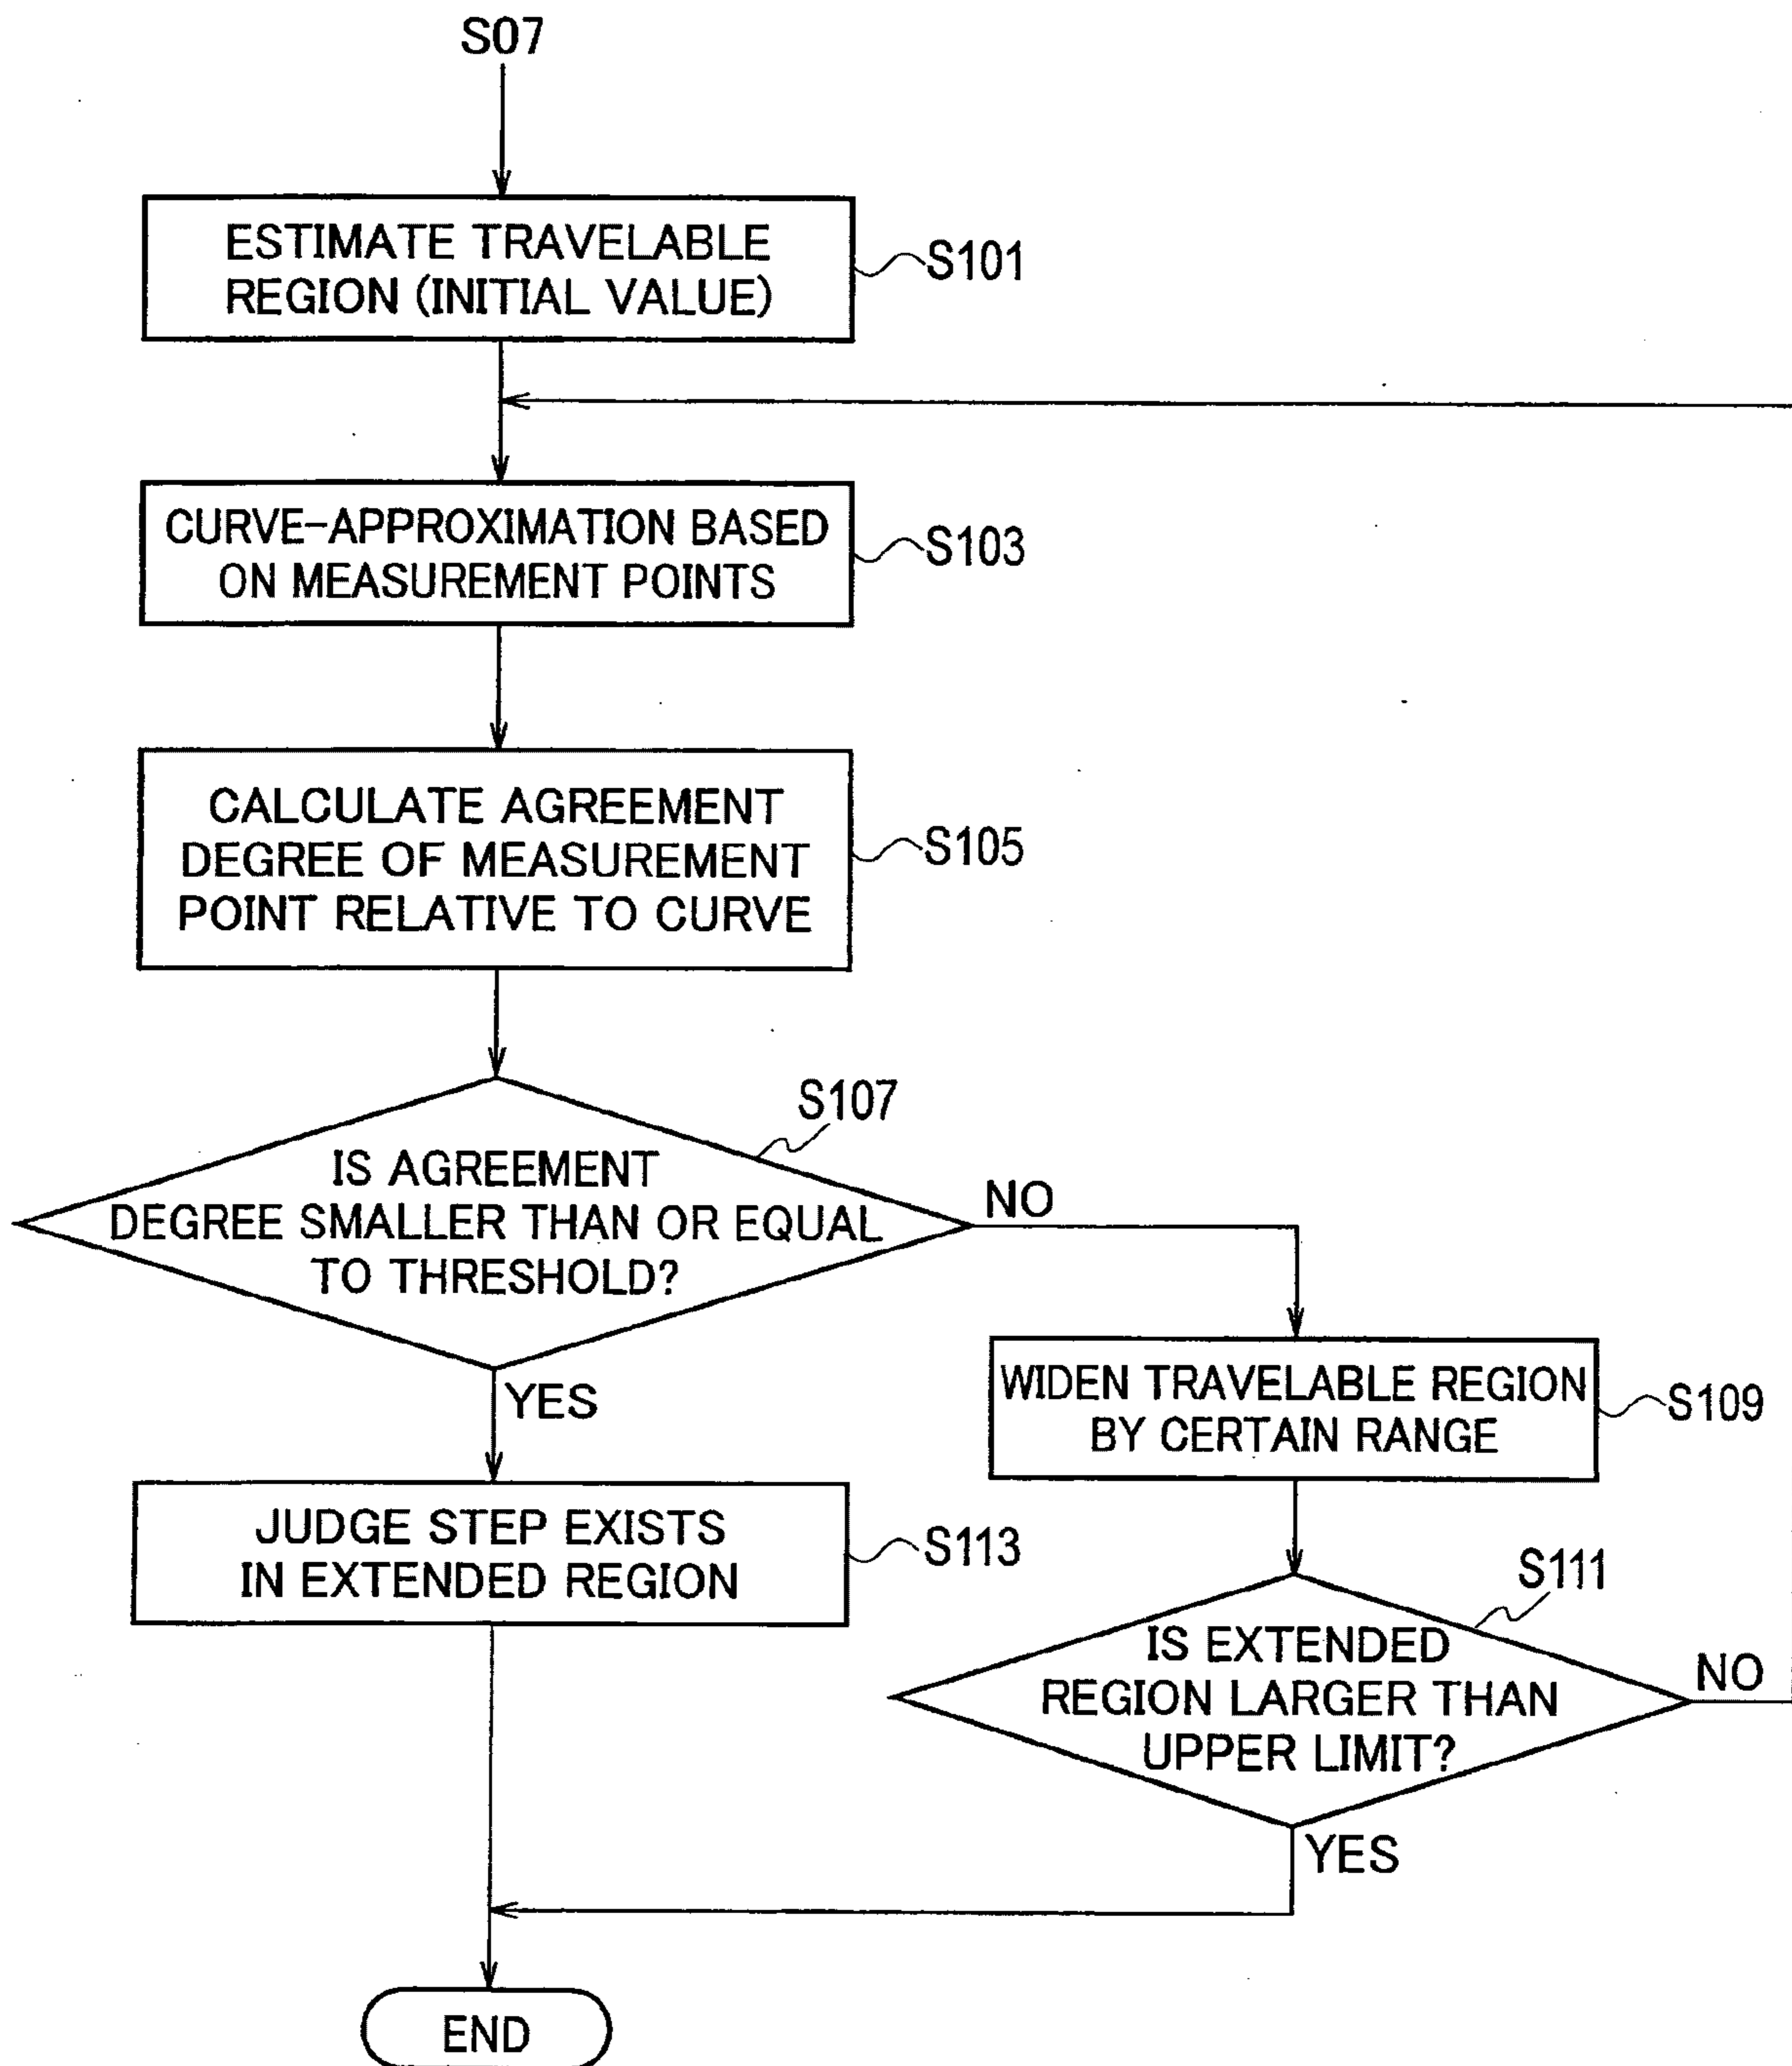 S07
ESTIMATE TRAVELABLE
REGION (INITIAL VALUE)
S101
CURVE-APPROXIMATION BASED
ON MEASUREMENT POINTS
S103
CALCULATE AGREEMENT
DEGREE OF MEASUREMENT
POINT RELATIVE TO CURVE
S105
S107
IS AGREEMENT
DEGREE SMALLER THAN OR EQUAL
TO THRESHOLD?
NO
YES
WIDEN TRAVELABLE REGION
BY CERTAIN RANGE
S109
JUDGE STEP EXISTS
IN EXTENDED REGION
S113
S111
IS EXTENDED
REGION LARGER THAN
UPPER LIMIT?
NO
YES
END